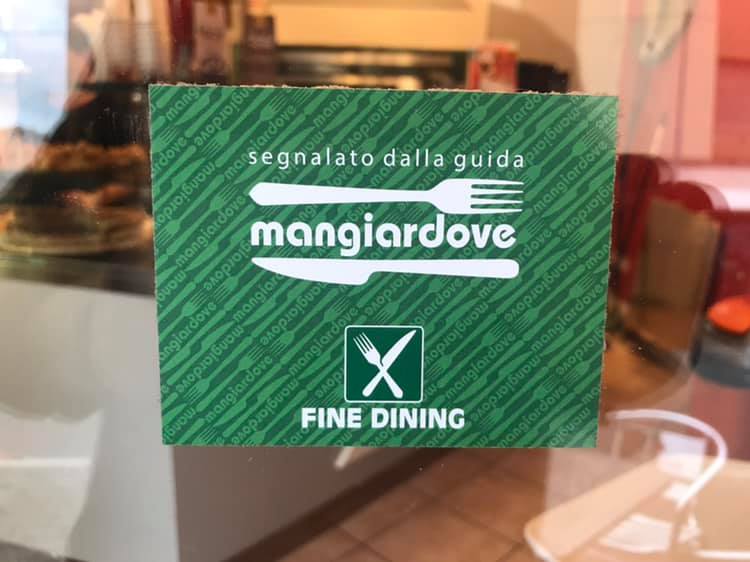 segnalato dalla guida
mangiardove
FINE DINING